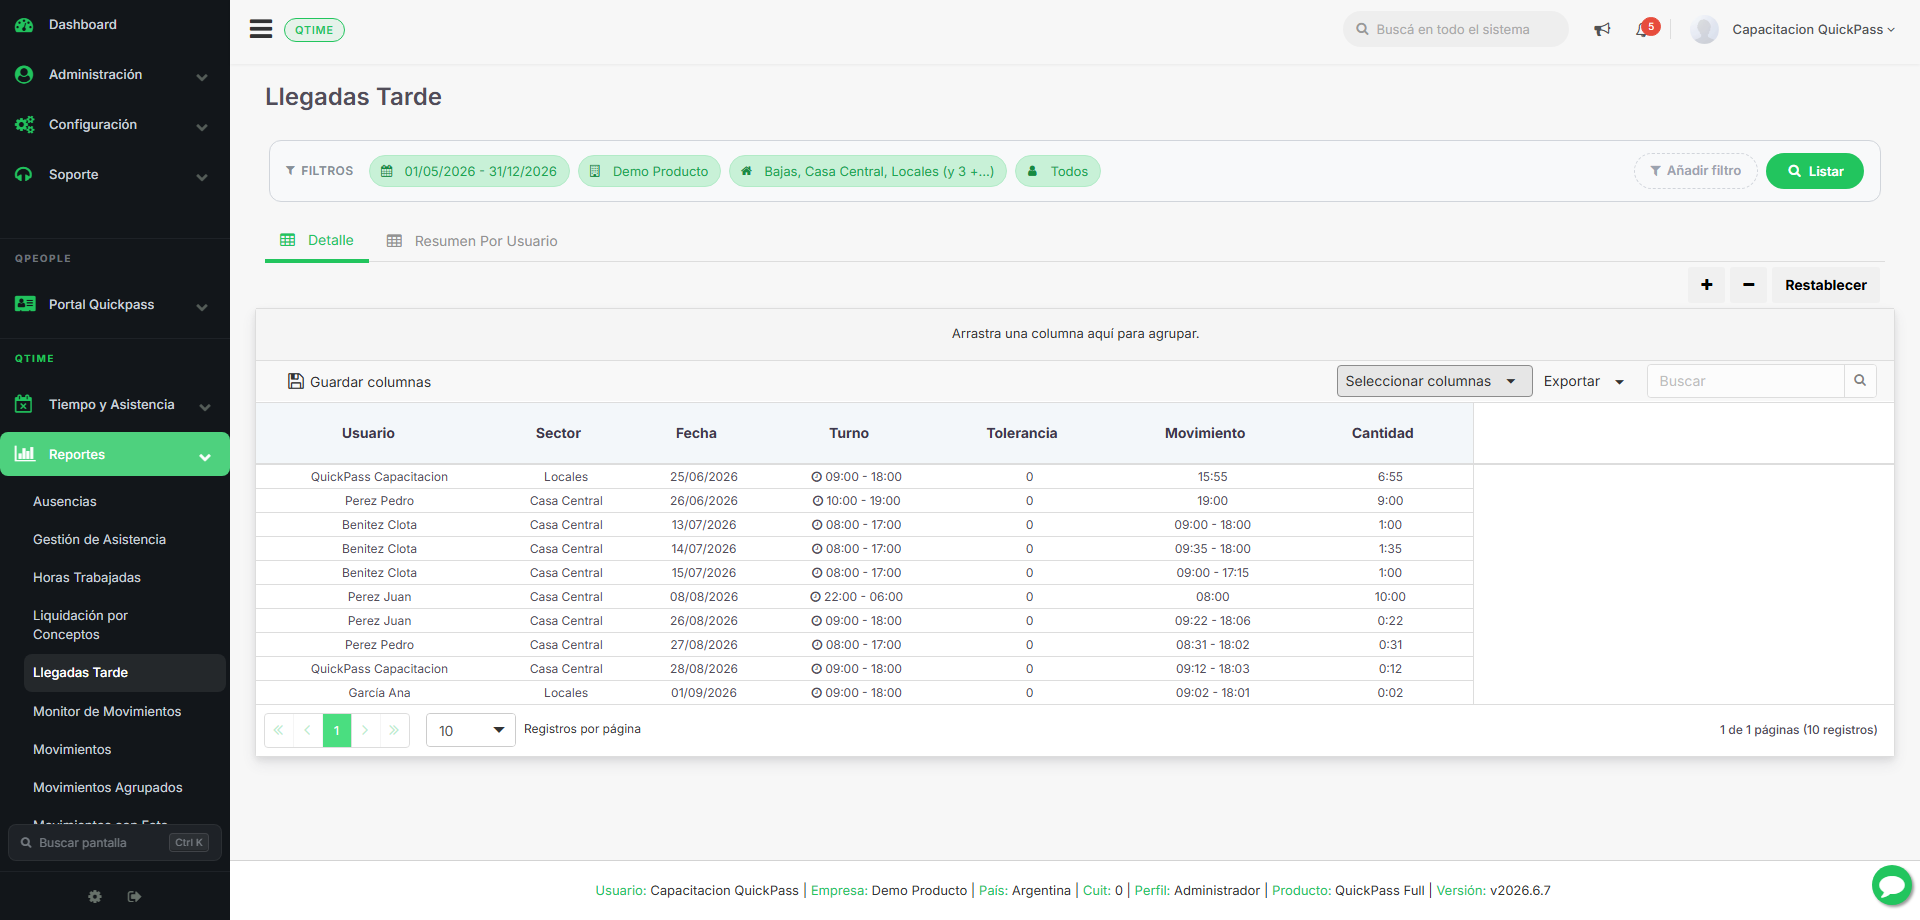 Dashboard
Administración
Configuración
Soporte
QPEOPLE
Portal Quickpass
QTIME
Tiempo y Asistencia
Reportes
Ausencias
Gestión de Asistencia
Horas Trabajadas
Liquidación por
Conceptos
Llegadas Tarde
Monitor de Movimientos
Movimientos
Movimientos Agrupados
Buscar pantalla Ctrl K
QTIME
Buscá en todo el sistema
5
Capacitacion QuickPass
Llegadas Tarde
FILTROS 01/05/2026 - 31/12/2026 Demo Producto Bajas, Casa Central, Locales (y 3 +...) Todos Añadir filtro Listar
Detalle Resumen Por Usuario
+ − Restablecer
Arrastra una columna aquí para agrupar.
Guardar columnas Seleccionar columnas Exportar Buscar
Usuario Sector Fecha Turno Tolerancia Movimiento Cantidad
QuickPass Capacitacion Locales 25/06/2026 09:00 - 18:00 0 15:55 6:55
Perez Pedro Casa Central 26/06/2026 10:00 - 19:00 0 19:00 9:00
Benitez Clota Casa Central 13/07/2026 08:00 - 17:00 0 09:00 - 18:00 1:00
Benitez Clota Casa Central 14/07/2026 08:00 - 17:00 0 09:35 - 18:00 1:35
Benitez Clota Casa Central 15/07/2026 08:00 - 17:00 0 09:00 - 17:15 1:00
Perez Juan Casa Central 08/08/2026 22:00 - 06:00 0 08:00 10:00
Perez Juan Casa Central 26/08/2026 09:00 - 18:00 0 09:22 - 18:06 0:22
Perez Pedro Casa Central 27/08/2026 08:00 - 17:00 0 08:31 - 18:02 0:31
QuickPass Capacitacion Casa Central 28/08/2026 09:00 - 18:00 0 09:12 - 18:03 0:12
García Ana Locales 01/09/2026 09:00 - 18:00 0 09:02 - 18:01 0:02
« ‹ 1 › » 10 Registros por página 1 de 1 páginas (10 registros)
Usuario: Capacitacion QuickPass | Empresa: Demo Producto | País: Argentina | Cuit: 0 | Perfil: Administrador | Producto: QuickPass Full | Versión: v2026.6.7